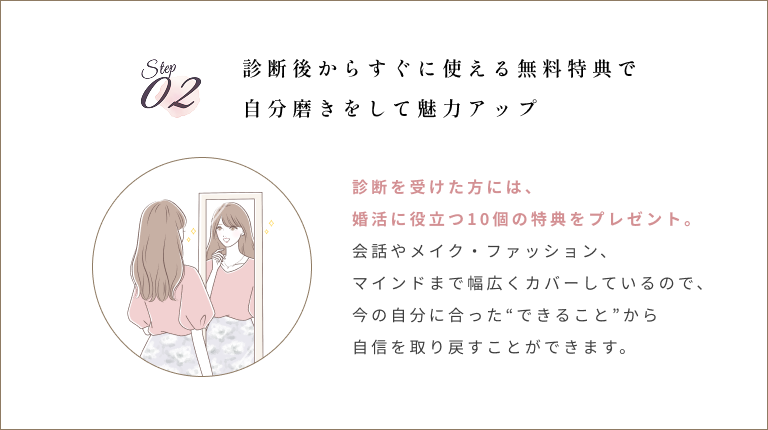 Step
02
診断後からすぐに使える無料特典で
自分磨きをして魅力アップ
診断を受けた方には、
婚活に役立つ10個の特典をプレゼント。
会話やメイク・ファッション、
マインドまで幅広くカバーしているので、
今の自分に合った“できること”から
自信を取り戻すことができます。